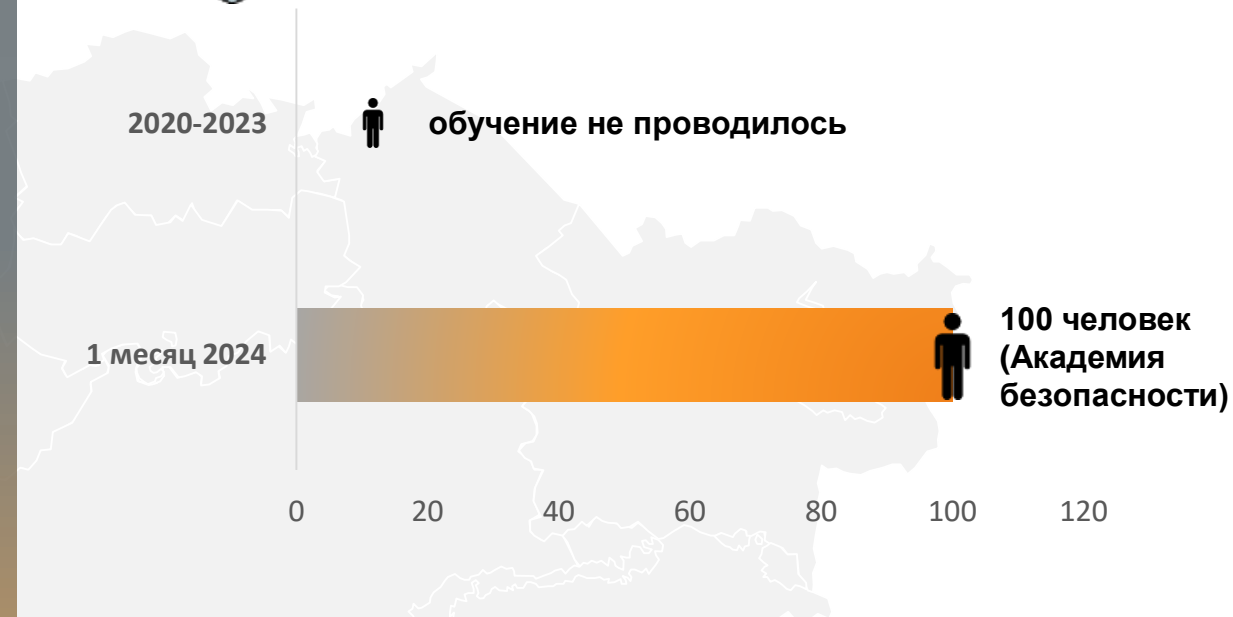 2020-2023
обучение не проводилось
1 месяц 2024
100 человек
(Академия
безопасности)
0 20 40 60 80 100 120